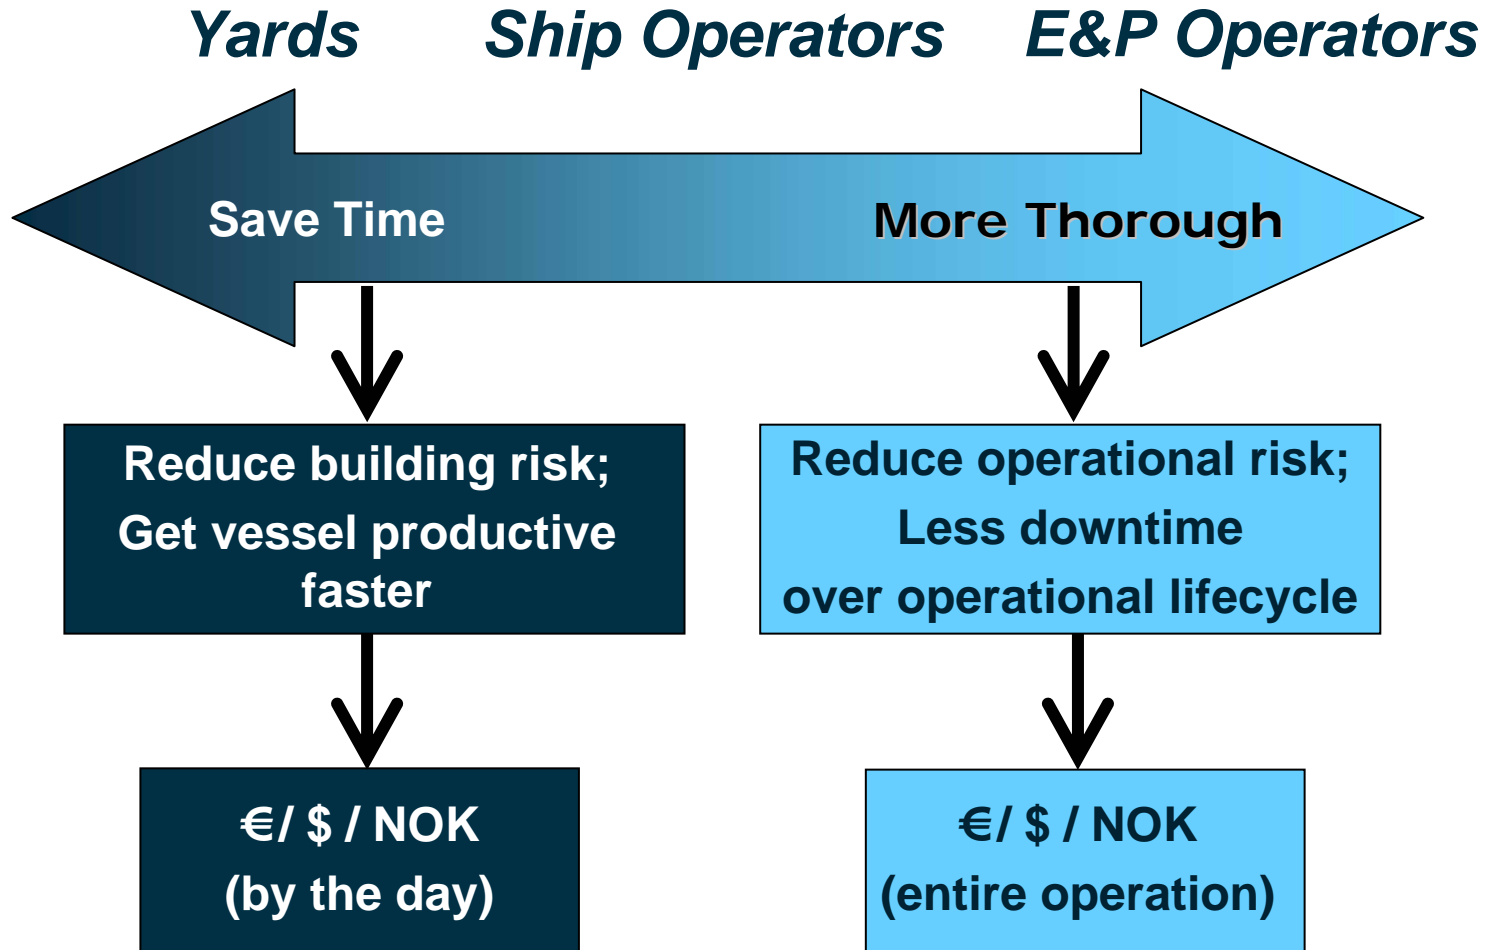 Yards Ship Operators E&P Operators
Save Time
More Thorough
Reduce building risk;
Get vessel productive
faster
Reduce operational risk;
Less downtime
over operational lifecycle
€/ $ / NOK
(by the day)
€/ $ / NOK
(entire operation)